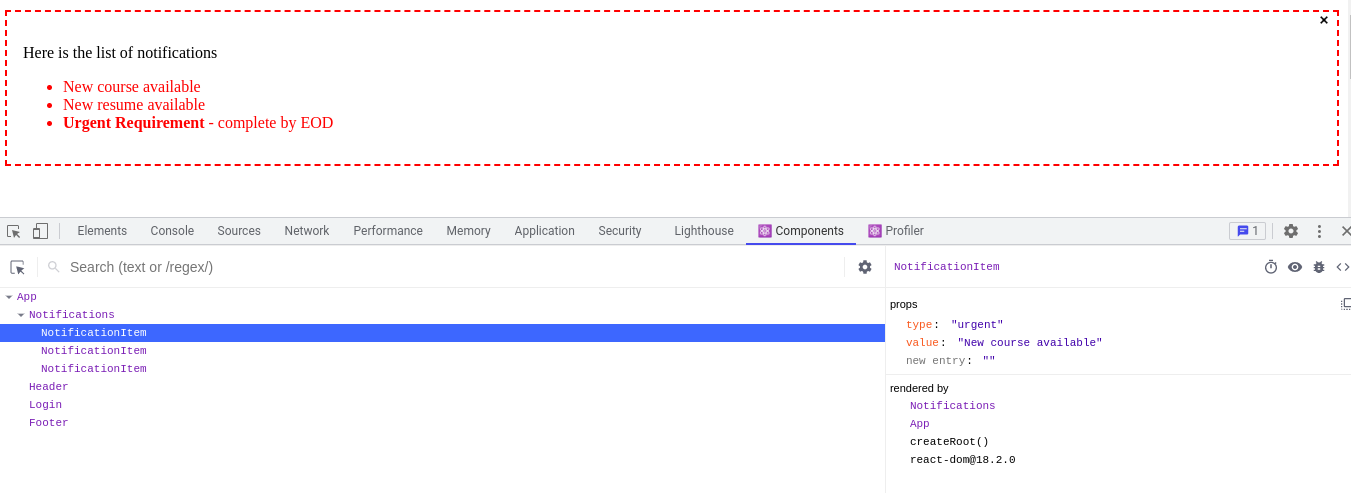 ×
Here is the list of notifications
• New course available
• New resume available
• Urgent Requirement - complete by EOD
Elements Console Sources Network Performance Memory Application Security Lighthouse Components Profiler 1
Search (text or /regex/)
NotificationItem
App
Notifications
NotificationItem
NotificationItem
NotificationItem
Header
Login
Footer
props
type: "urgent"
value: "New course available"
new entry: ""
rendered by
Notifications
App
createRoot()
react-dom@18.2.0